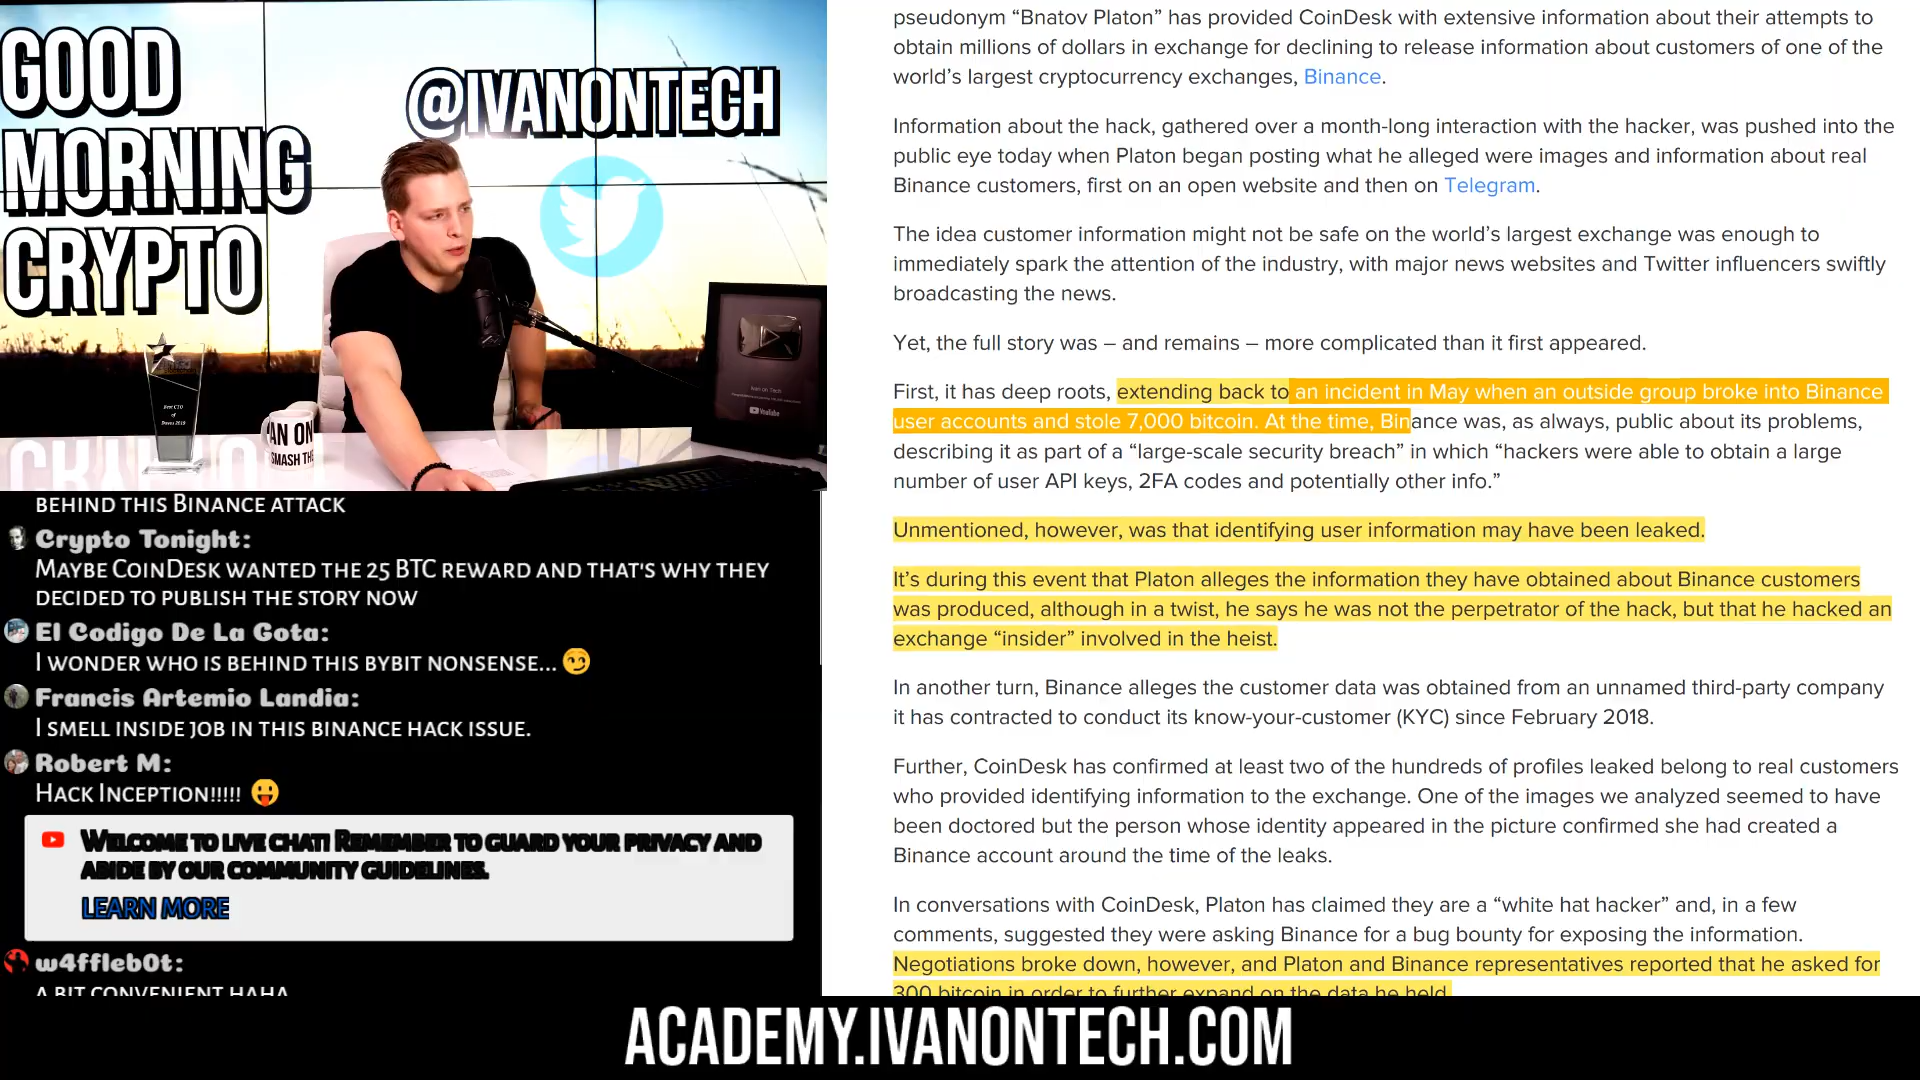 GOOD
MORNING
CRYPTO
@IVANONTECH
Best CTO
of
Davos 2019
AN ON
SMASH THE
Ivan on Tech
YouTube
BEHIND THIS BINANCE ATTACK
Crypto Tonight:
MAYBE COINDESK WANTED THE 25 BTC REWARD AND THAT'S WHY THEY
DECIDED TO PUBLISH THE STORY NOW
El Codigo De La Gota:
I WONDER WHO IS BEHIND THIS BYBIT NONSENSE... 😏
Francis Artemio Landia:
I SMELL INSIDE JOB IN THIS BINANCE HACK ISSUE.
Robert M:
HACK INCEPTION!!!!! 😛
WELCOME TO LIVE CHAT! REMEMBER TO GUARD YOUR PRIVACY AND
ABIDE BY OUR COMMUNITY GUIDELINES.
LEARN MORE
w4ffleb0t:
A BIT CONVENIENT HAHA
pseudonym “Bnatov Platon” has provided CoinDesk with extensive information about their attempts to
obtain millions of dollars in exchange for declining to release information about customers of one of the
world’s largest cryptocurrency exchanges, Binance.
Information about the hack, gathered over a month-long interaction with the hacker, was pushed into the
public eye today when Platon began posting what he alleged were images and information about real
Binance customers, first on an open website and then on Telegram.
The idea customer information might not be safe on the world’s largest exchange was enough to
immediately spark the attention of the industry, with major news websites and Twitter influencers swiftly
broadcasting the news.
Yet, the full story was – and remains – more complicated than it first appeared.
First, it has deep roots, extending back to an incident in May when an outside group broke into Binance
user accounts and stole 7,000 bitcoin. At the time, Binance was, as always, public about its problems,
describing it as part of a “large-scale security breach” in which “hackers were able to obtain a large
number of user API keys, 2FA codes and potentially other info.”
Unmentioned, however, was that identifying user information may have been leaked.
It’s during this event that Platon alleges the information they have obtained about Binance customers
was produced, although in a twist, he says he was not the perpetrator of the hack, but that he hacked an
exchange “insider” involved in the heist.
In another turn, Binance alleges the customer data was obtained from an unnamed third-party company
it has contracted to conduct its know-your-customer (KYC) since February 2018.
Further, CoinDesk has confirmed at least two of the hundreds of profiles leaked belong to real customers
who provided identifying information to the exchange. One of the images we analyzed seemed to have
been doctored but the person whose identity appeared in the picture confirmed she had created a
Binance account around the time of the leaks.
In conversations with CoinDesk, Platon has claimed they are a “white hat hacker” and, in a few
comments, suggested they were asking Binance for a bug bounty for exposing the information.
Negotiations broke down, however, and Platon and Binance representatives reported that he asked for
300 bitcoin in order to further expand on the data he held.
ACADEMY.IVANONTECH.COM